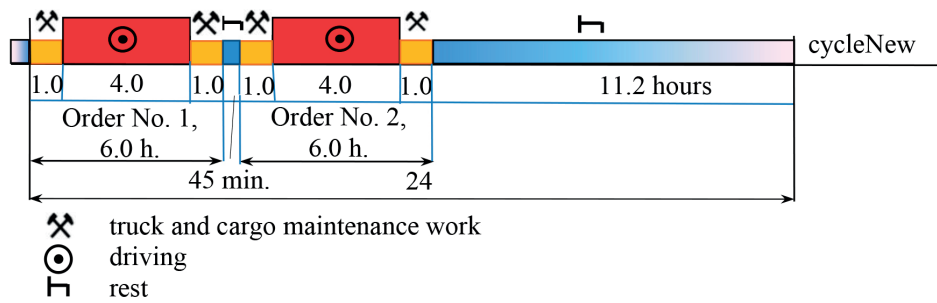 cycleNew
1.0 4.0 1.0 1.0 4.0 1.0 11.2 hours
Order No. 1, Order No. 2,
6.0 h. 6.0 h.
45 min. 24
truck and cargo maintenance work
driving
rest